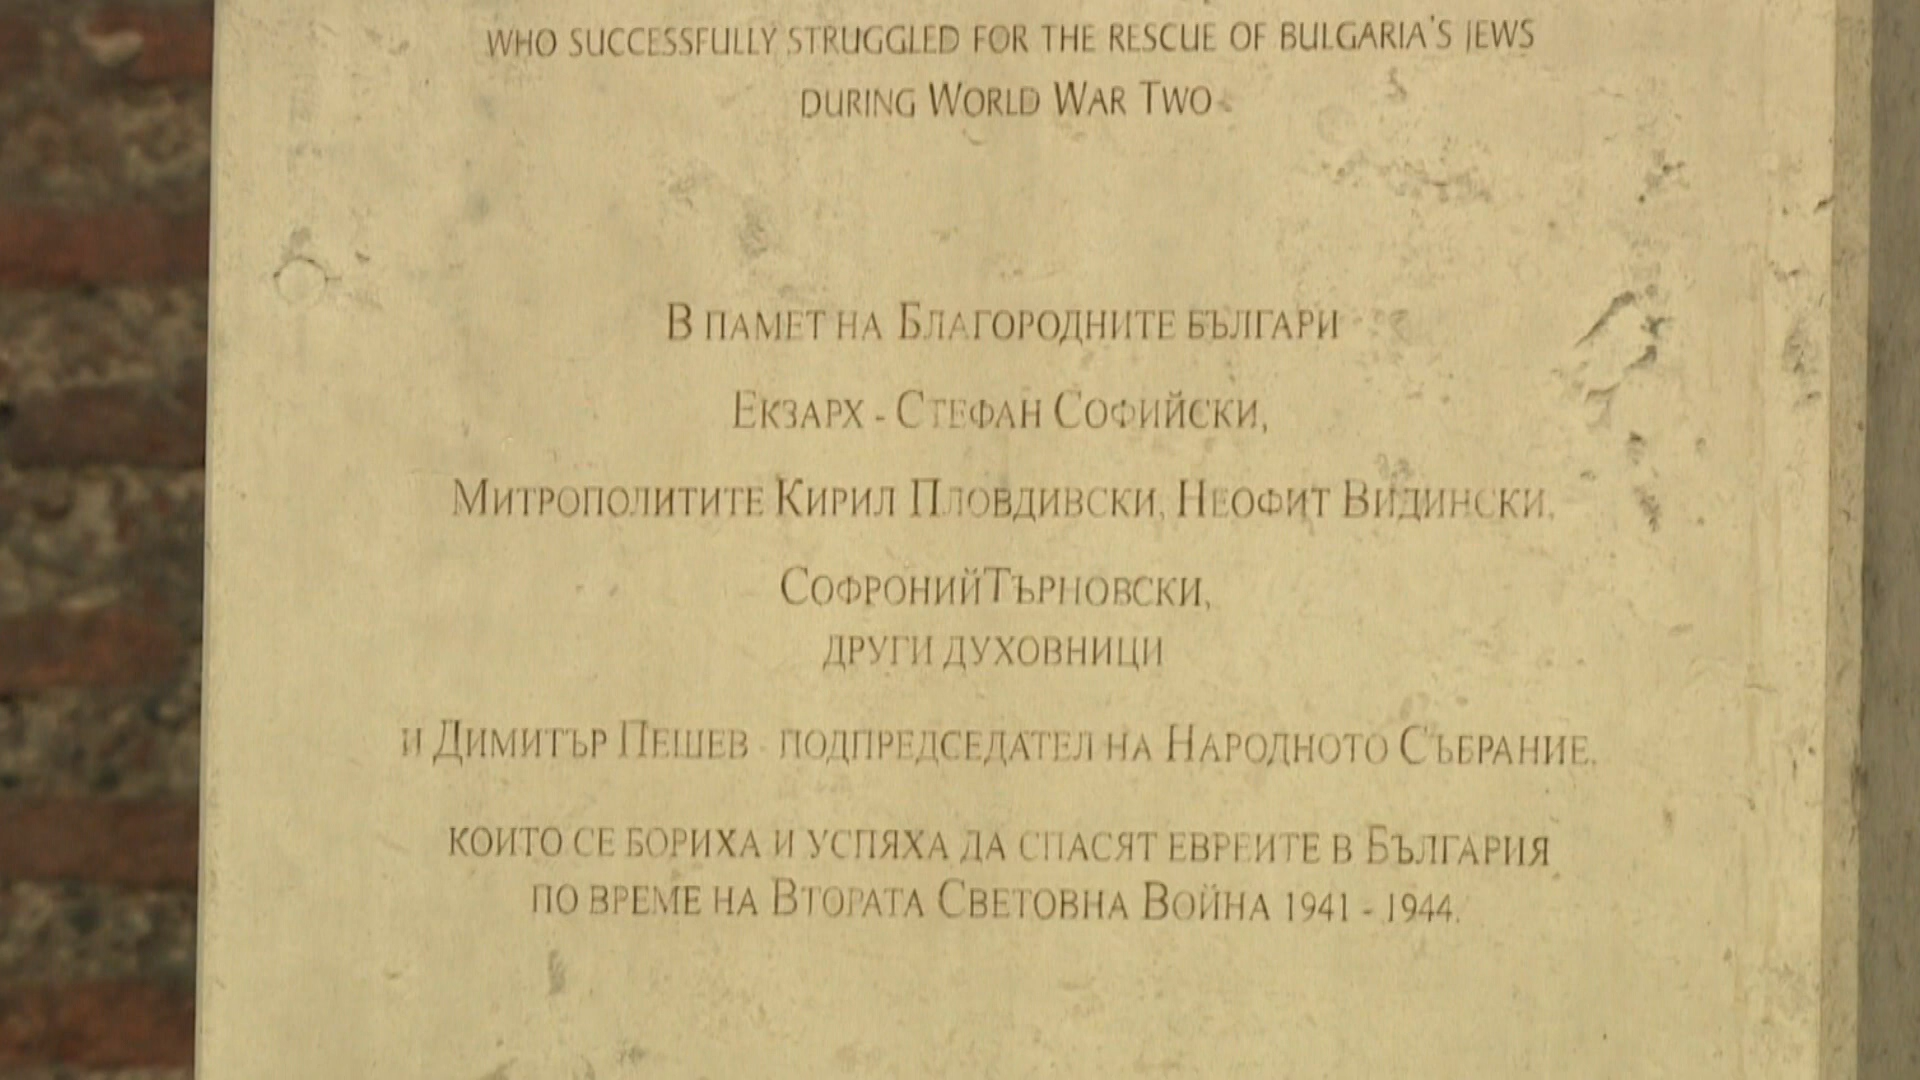 WHO SUCCESSFULLY STRUGGLED FOR THE RESCUE OF BULGARIA'S JEWS
DURING WORLD WAR TWO
В ПАМЕТ НА БЛАГОРОДНИТЕ БЪЛГАРИ
ЕКЗАРХ - СТЕФАН СОФИЙСКИ,
МИТРОПОЛИТИТЕ КИРИЛ ПЛОВДИВСКИ, НЕОФИТ ВИДИНСКИ,
СОФРОНИЙ ТЪРНОВСКИ,
ДРУГИ ДУХОВНИЦИ
И ДИМИТЪР ПЕШЕВ - ПОДПРЕДСЕДАТЕЛ НА НАРОДНОТО СЪБРАНИЕ,
КОИТО СЕ БОРИХА И УСПЯХА ДА СПАСЯТ ЕВРЕИТЕ В БЪЛГАРИЯ
ПО ВРЕМЕ НА ВТОРАТА СВЕТОВНА ВОЙНА 1941 - 1944.